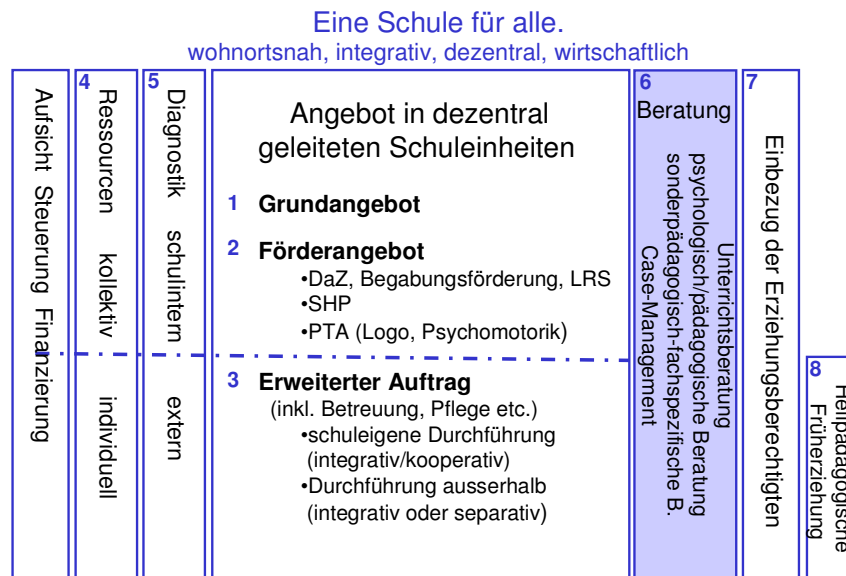 Eine Schule für alle.
wohnortsnah, integrativ, dezentral, wirtschaftlich
Aufsicht Steuerung Finanzierung
4
Ressourcen kollektiv individuell
5
Diagnostik schulintern extern
Angebot in dezentral
geleiteten Schuleinheiten
1 Grundangebot
2 Förderangebot
•DaZ, Begabungsförderung, LRS
•SHP
•PTA (Logo, Psychomotorik)
3 Erweiterter Auftrag
(inkl. Betreuung, Pflege etc.)
•schuleigene Durchführung
(integrativ/kooperativ)
•Durchführung ausserhalb
(integrativ oder separativ)
6
Beratung
Unterrichtsberatung
psychologisch/pädagogische Beratung
sonderpädagogisch-fachspezifische B.
Case-Management
7
Einbezug der Erziehungsberechtigten
8
Heilpädagogische
Früherziehung